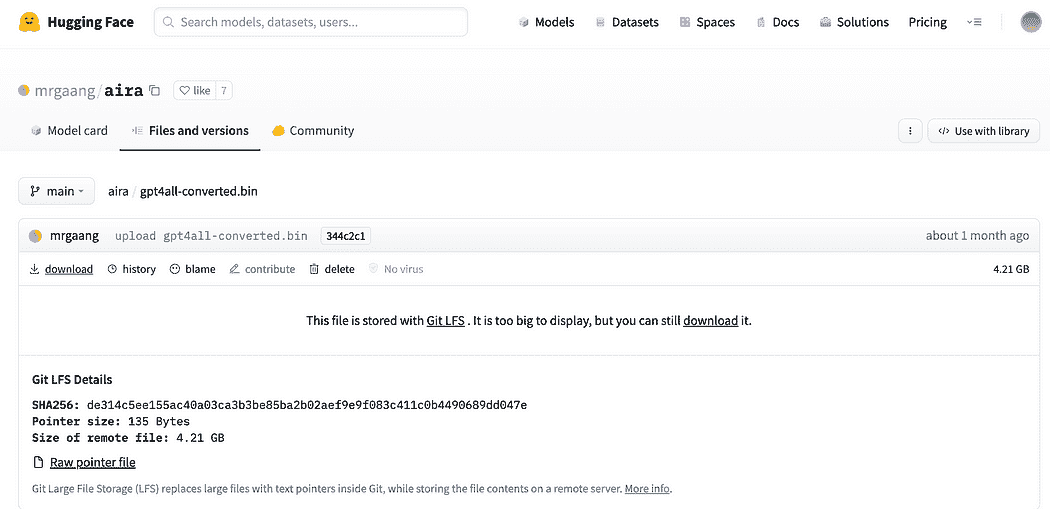 Hugging Face Search models, datasets, users... Models Datasets Spaces Docs Solutions Pricing
mrgaang/aira like 7
Model card Files and versions Community Use with library
main aira / gpt4all-converted.bin
mrgaang upload gpt4all-converted.bin 344c2c1 about 1 month ago
download history blame contribute delete No virus 4.21 GB
This file is stored with Git LFS . It is too big to display, but you can still download it.
Git LFS Details
SHA256: de314c5ee155ac40a03ca3b3be85ba2b02aef9e9f083c411c0b4490689dd047e
Pointer size: 135 Bytes
Size of remote file: 4.21 GB
Raw pointer file
Git Large File Storage (LFS) replaces large files with text pointers inside Git, while storing the file contents on a remote server. More info.